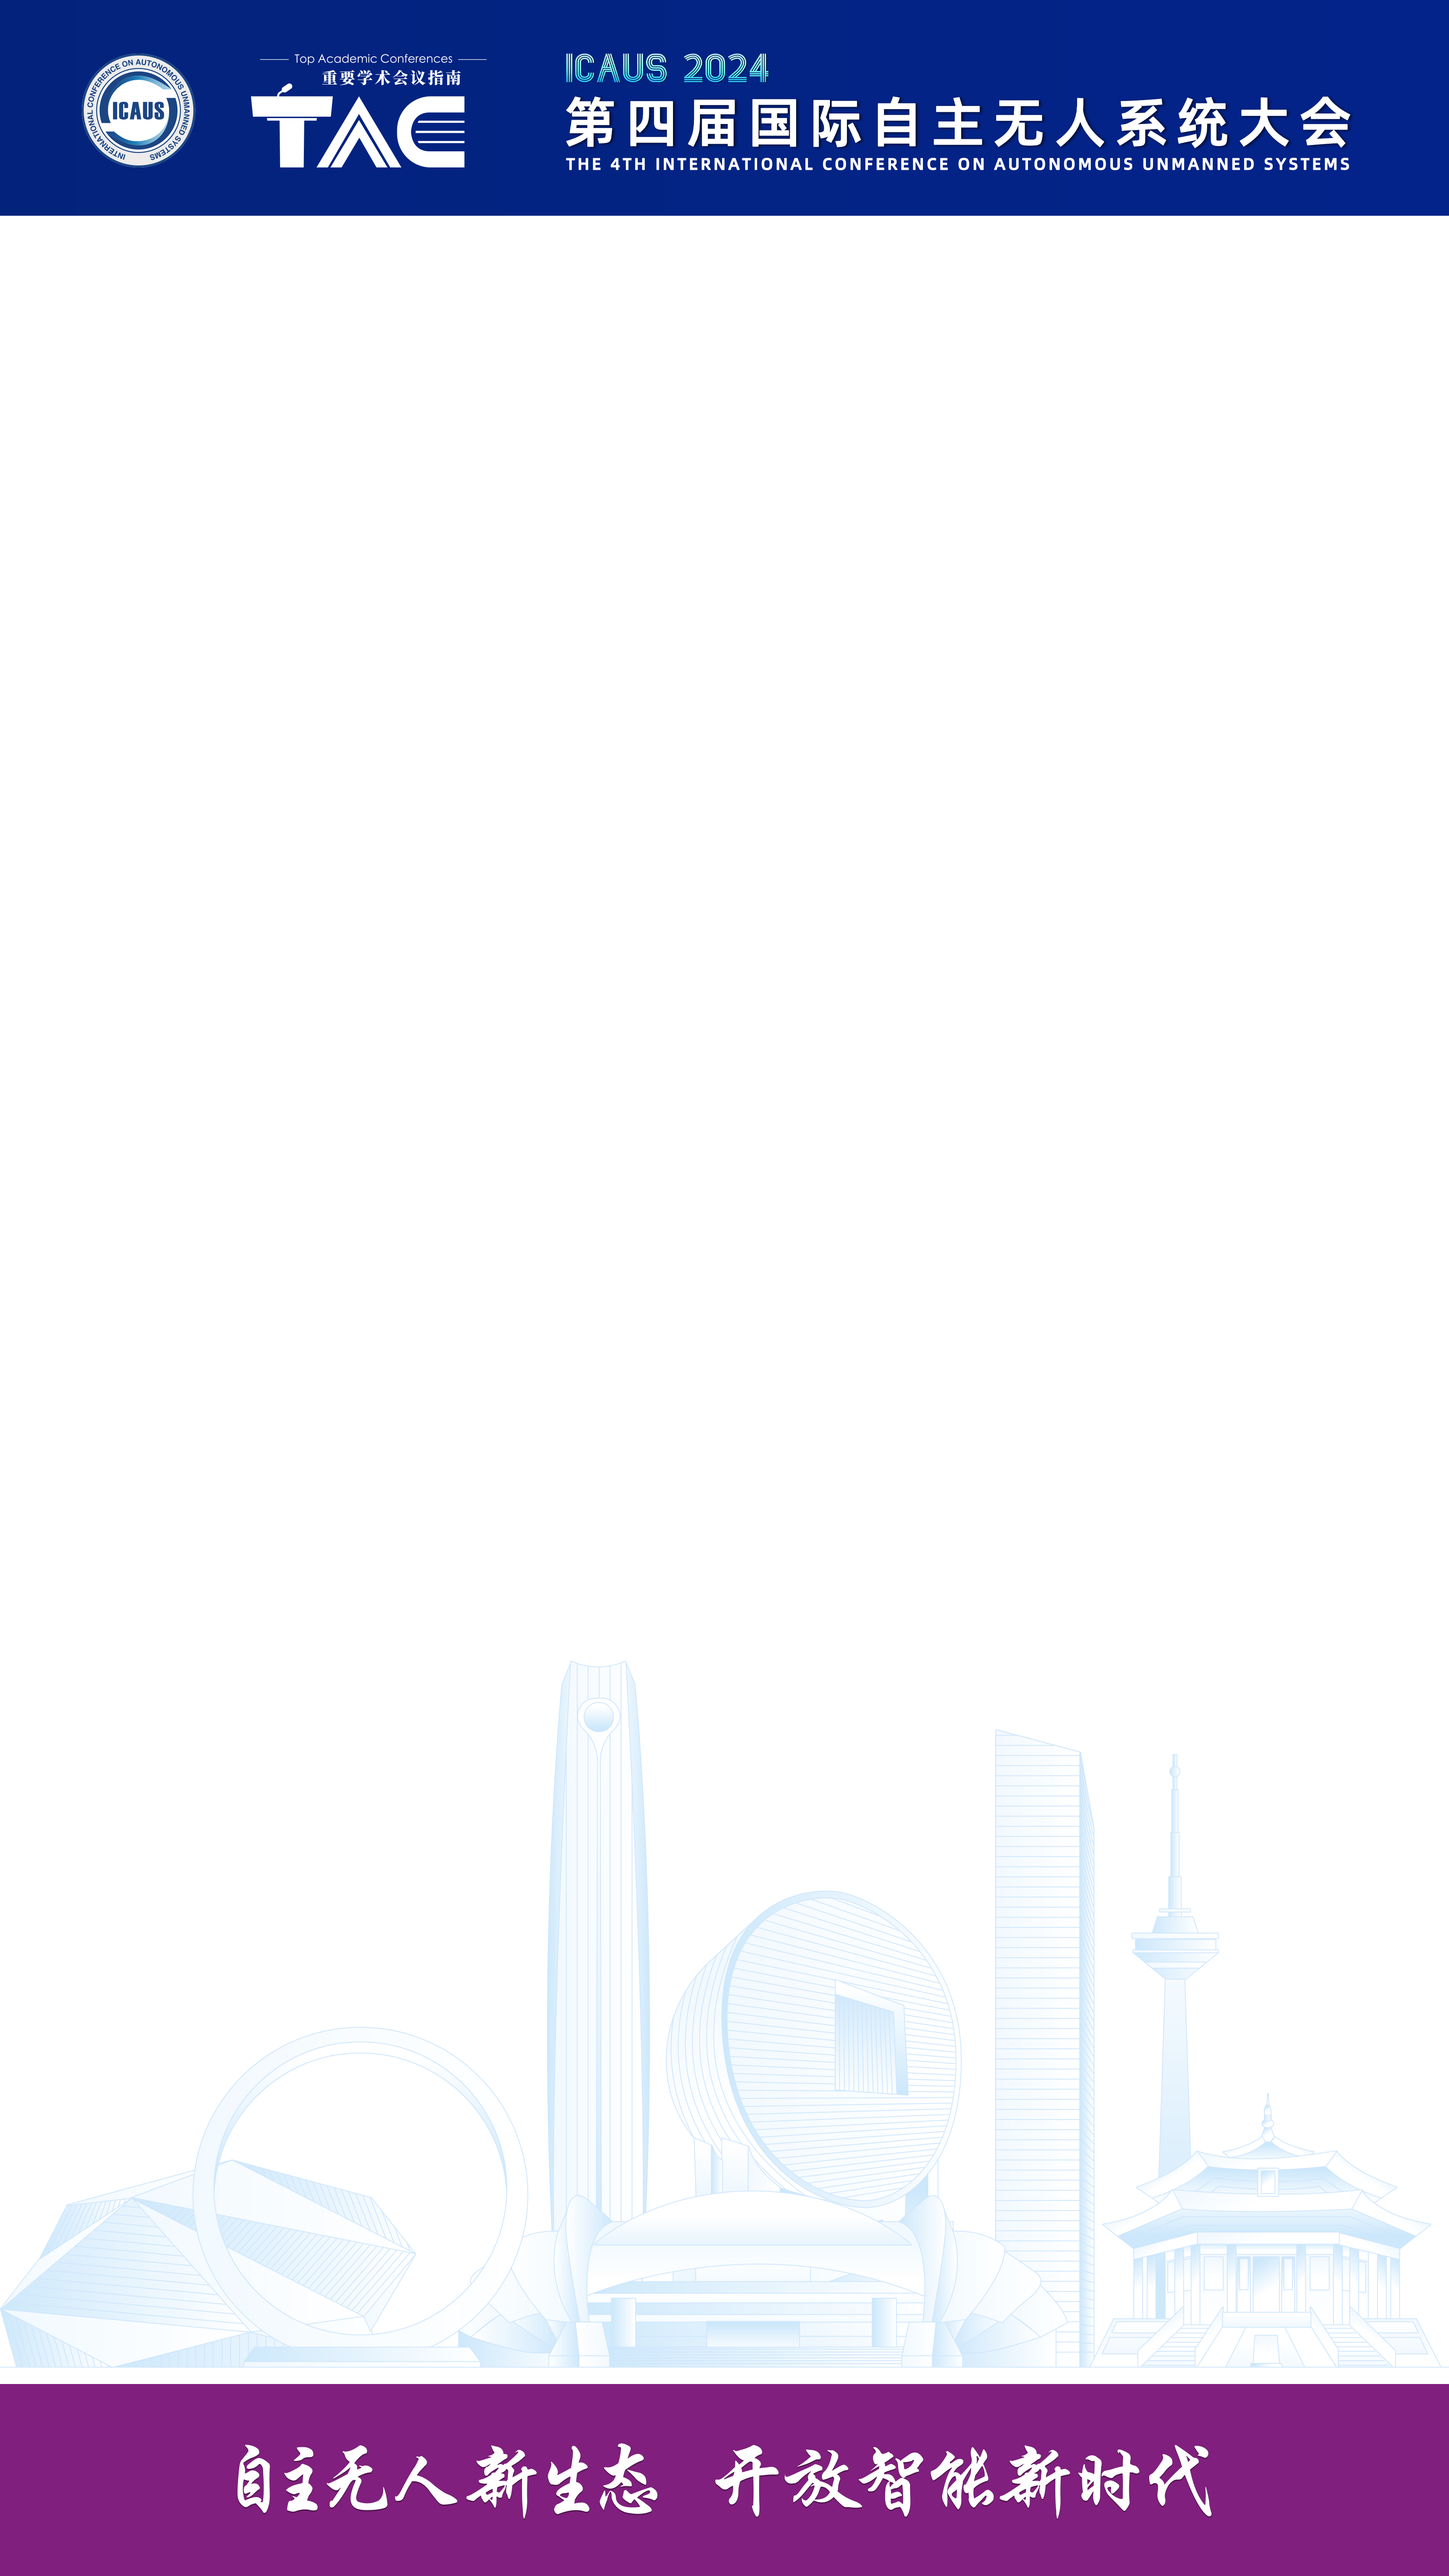 INTERNATIONAL CONFERENCE ON AUTONOMOUS UNMANNED SYSTEMS
ICAUS
Top Academic Conferences
重要学术会议指南
TAC
ICAUS 2024
第四届国际自主无人系统大会
THE 4TH INTERNATIONAL CONFERENCE ON AUTONOMOUS UNMANNED SYSTEMS
自主无人新生态 开放智能新时代